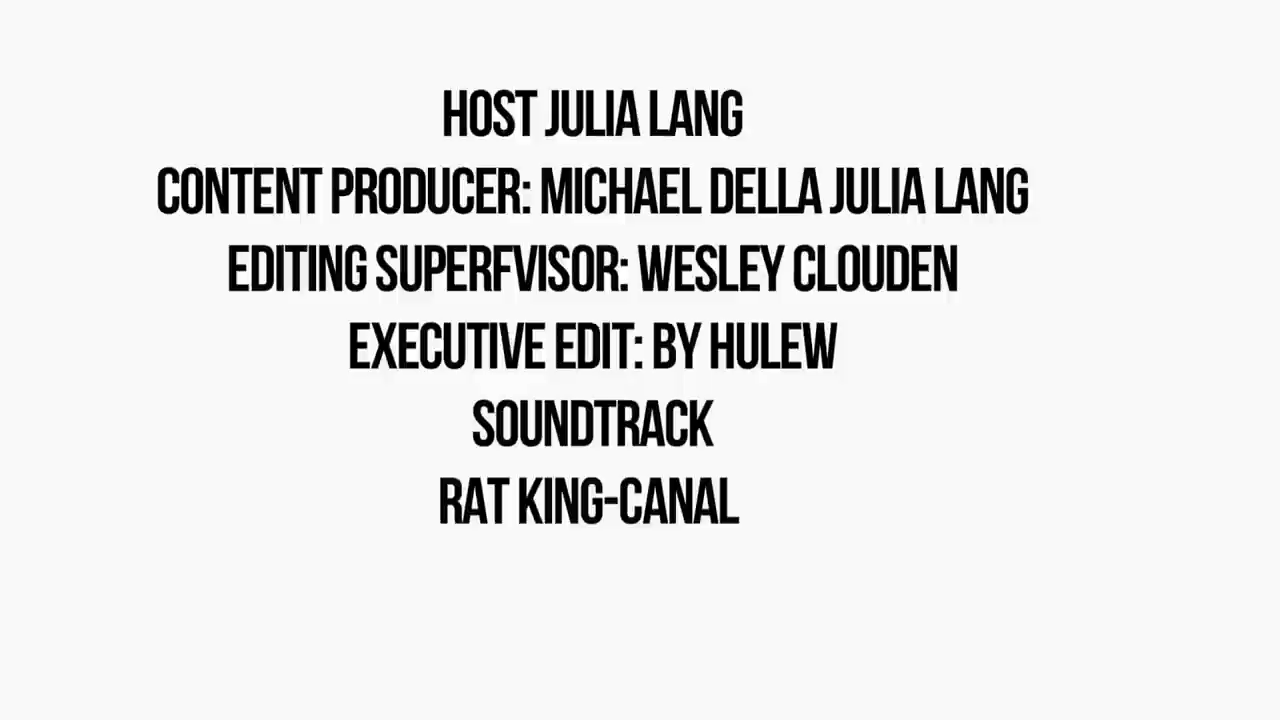 HOST JULIA LANG
CONTENT PRODUCER: MICHAEL DELLA JULIA LANG
EDITING SUPERFVISOR: WESLEY CLOUDEN
EXECUTIVE EDIT: BY HULEW
SOUNDTRACK
RAT KING-CANAL